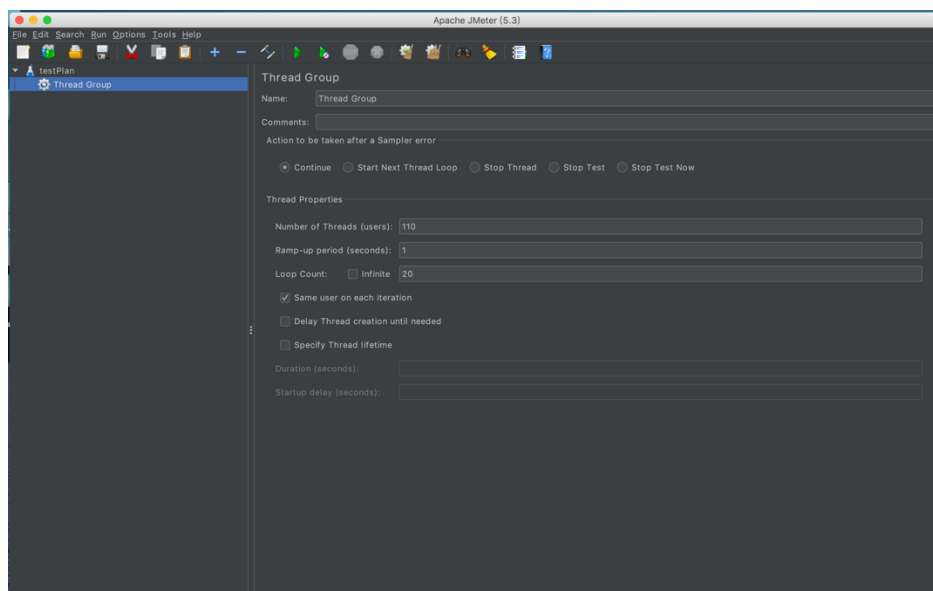 Apache JMeter (5.3)
File Edit Search Run Options Tools Help
testPlan
Thread Group
Thread Group
Name: Thread Group
Comments:
Action to be taken after a Sampler error
Continue Start Next Thread Loop Stop Thread Stop Test Stop Test Now
Thread Properties
Number of Threads (users): 110
Ramp-up period (seconds): 1
Loop Count: Infinite 20
Same user on each iteration
Delay Thread creation until needed
Specify Thread lifetime
Duration (seconds):
Startup delay (seconds):